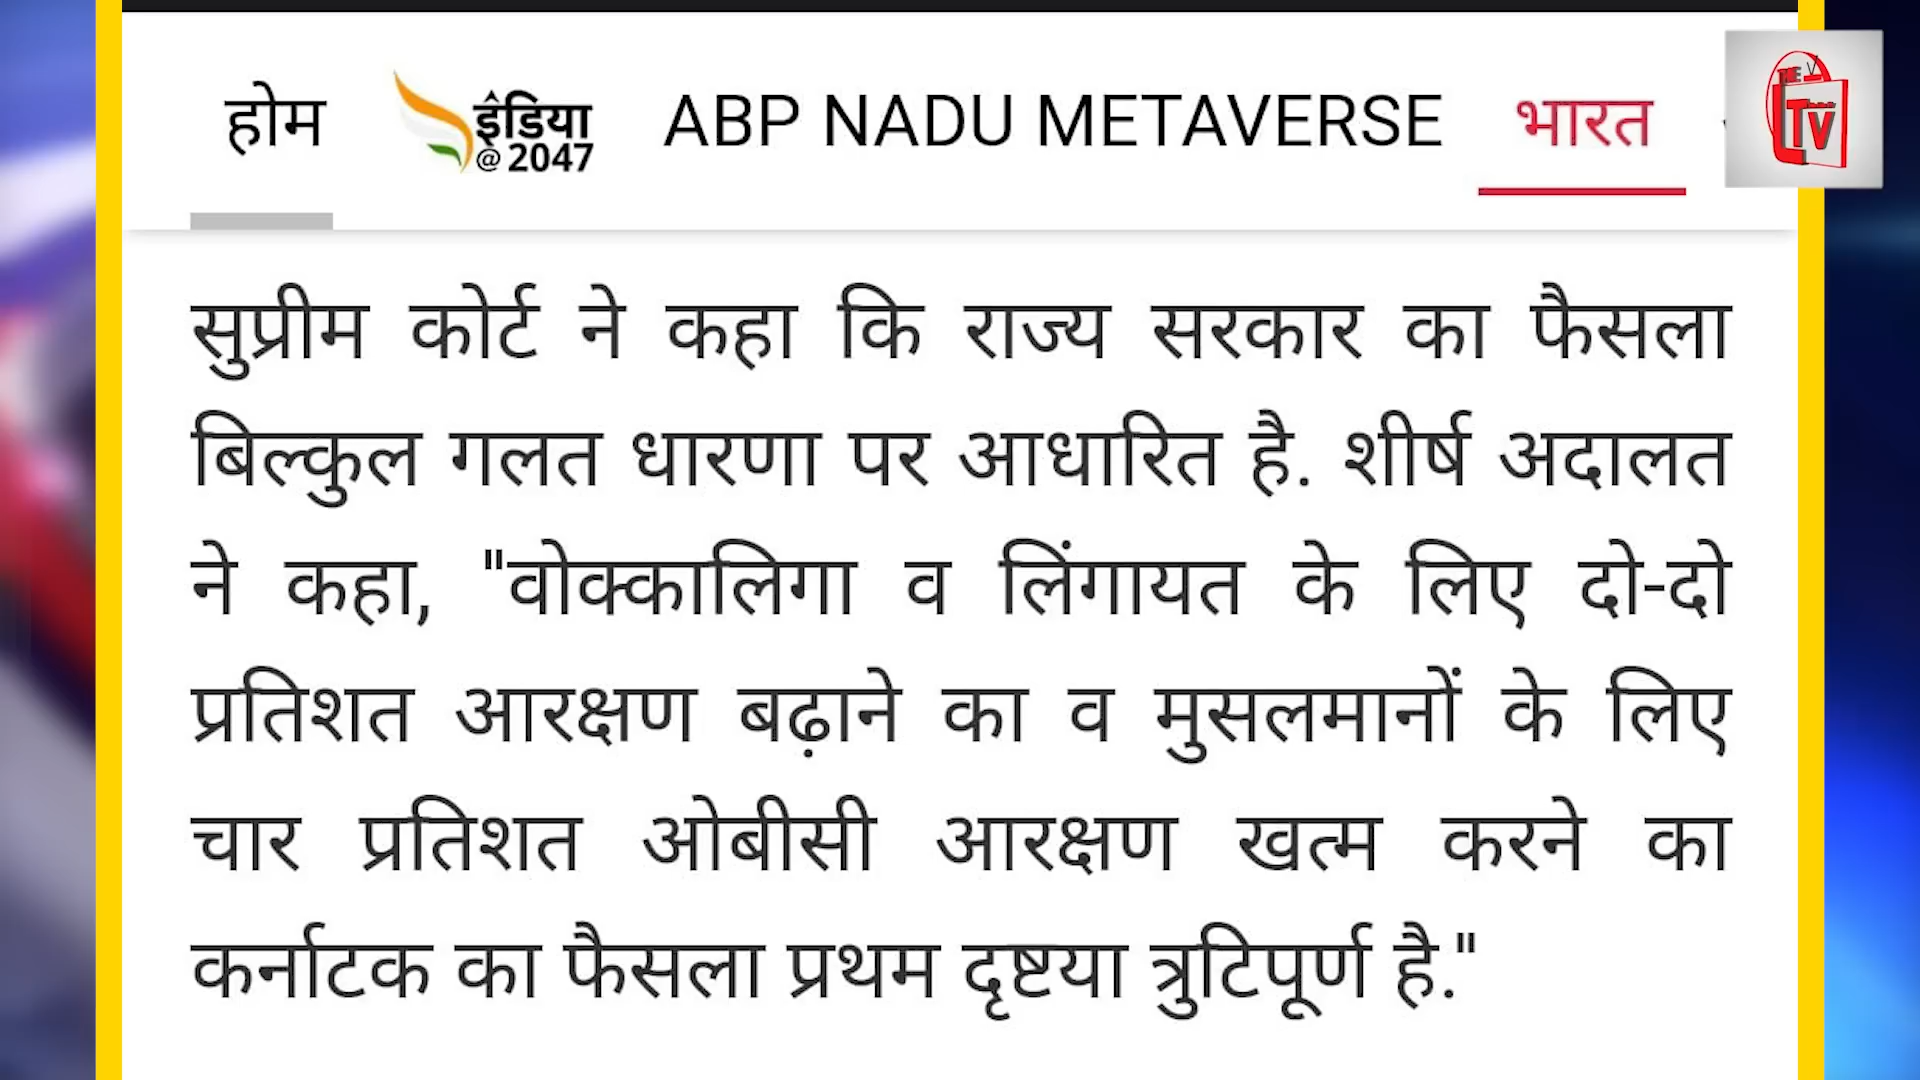 होम इंडिया @ 2047 ABP NADU METAVERSE भारत
THE V
TV
सुप्रीम कोर्ट ने कहा कि राज्य सरकार का फैसला
बिल्कुल गलत धारणा पर आधारित है. शीर्ष अदालत
ने कहा, "वोक्कालिगा व लिंगायत के लिए दो-दो
प्रतिशत आरक्षण बढ़ाने का व मुसलमानों के लिए
चार प्रतिशत ओबीसी आरक्षण खत्म करने का
कर्नाटक का फैसला प्रथम दृष्टया त्रुटिपूर्ण है."